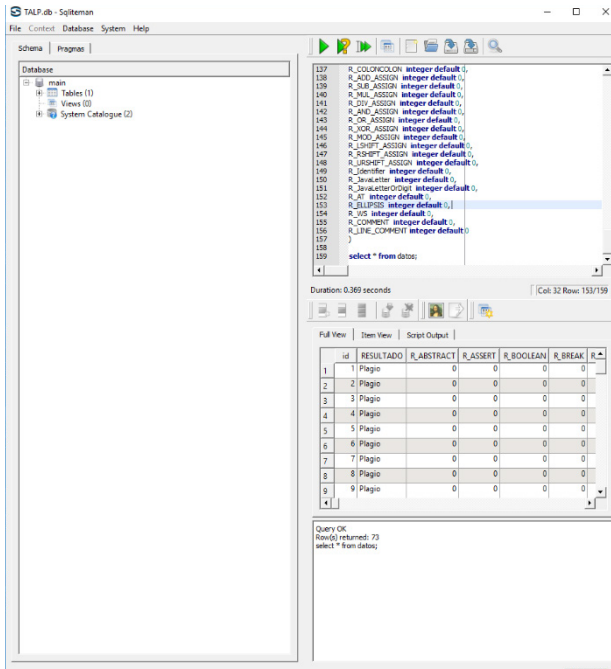 TALP.db - Sqliteman
File Context Database System Help
Schema Pragmas
Database
main
Tables (1)
Views (0)
System Catalogue (2)
137 R_COLONCOLON integer default 0,
138 R_ADD_ASSIGN integer default 0,
139 R_SUB_ASSIGN integer default 0,
140 R_MUL_ASSIGN integer default 0,
141 R_DIV_ASSIGN integer default 0,
142 R_AND_ASSIGN integer default 0,
143 R_OR_ASSIGN integer default 0,
144 R_XOR_ASSIGN integer default 0,
145 R_MOD_ASSIGN integer default 0,
146 R_LSHIFT_ASSIGN integer default 0,
147 R_RSHIFT_ASSIGN integer default 0,
148 R_URSHIFT_ASSIGN integer default 0,
149 R_Identifier integer default 0,
150 R_JavaLetter integer default 0,
151 R_JavaLetterOrDigit integer default 0,
152 R_AT integer default 0,
153 R_ELLIPSIS integer default 0,
154 R_WS integer default 0,
155 R_COMMENT integer default 0,
156 R_LINE_COMMENT integer default 0
157 )
158
159 select * from datos;
Duration: 0.369 seconds Col: 32 Row: 153/159
Full View Item View Script Output
id RESULTADO R_ABSTRACT R_ASSERT R_BOOLEAN R_BREAK R
1 1 Plagio 0 0 0 0
2 2 Plagio 0 0 0 0
3 3 Plagio 0 0 0 0
4 4 Plagio 0 0 0 0
5 5 Plagio 0 0 0 0
6 6 Plagio 0 0 0 0
7 7 Plagio 0 0 0 0
8 8 Plagio 0 0 0 0
9 9 Plagio 0 0 0 0
Query OK
Row(s) returned: 73
select * from datos;